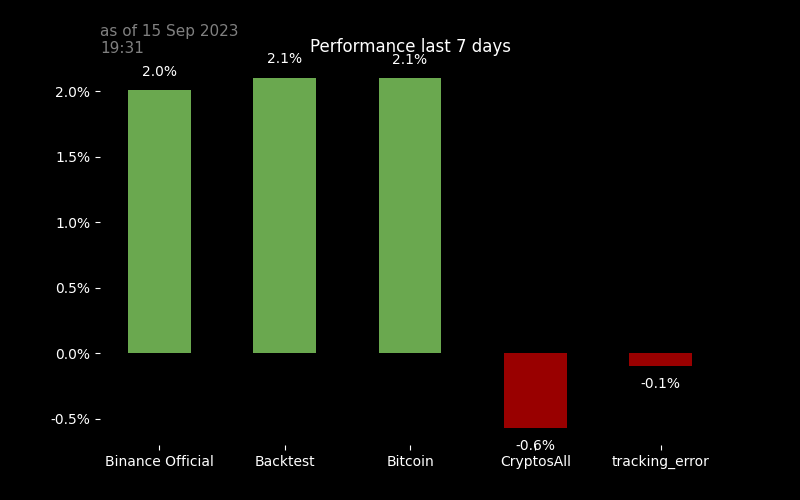 as of 15 Sep 2023
19:31
Performance last 7 days
2.0%
2.1%
2.1%
-0.6%
-0.1%
2.0%
1.5%
1.0%
0.5%
0.0%
-0.5%
Binance Official
Backtest
Bitcoin
CryptosAll
tracking_error